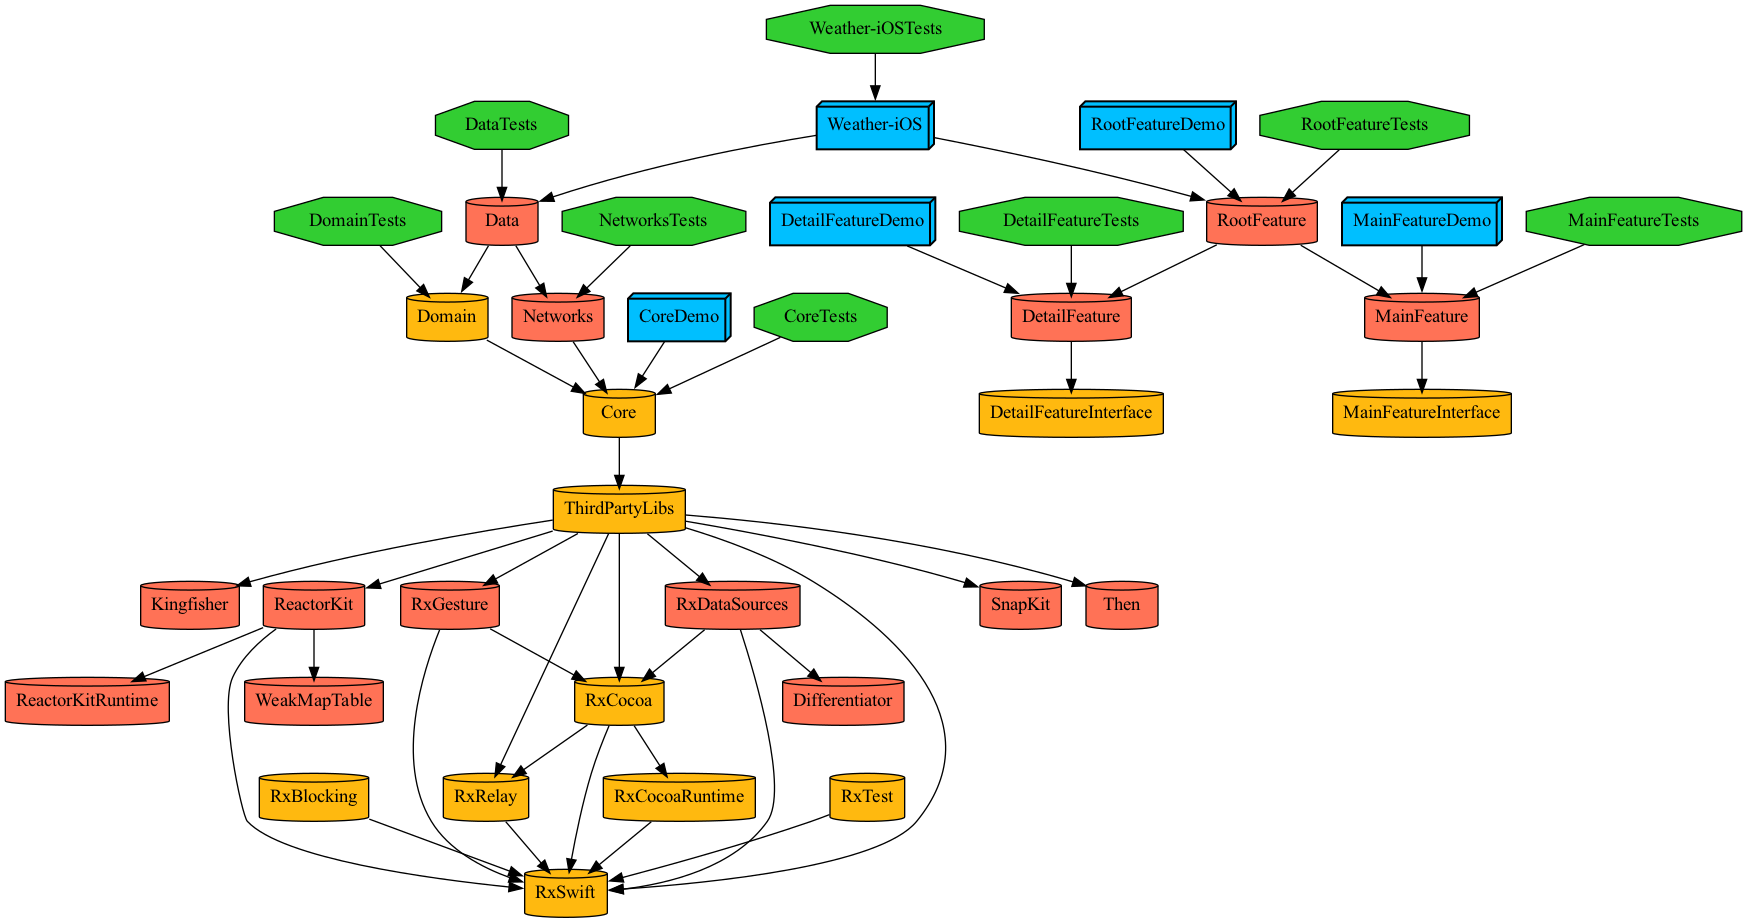 Weather-iOSTests
DataTests
Weather-iOS
RootFeatureDemo
RootFeatureTests
DomainTests
Data
NetworksTests
DetailFeatureDemo
DetailFeatureTests
RootFeature
MainFeatureDemo
MainFeatureTests
Domain
Networks
CoreDemo
CoreTests
DetailFeature
MainFeature
Core
DetailFeatureInterface
MainFeatureInterface
ThirdPartyLibs
Kingfisher
ReactorKit
RxGesture
RxDataSources
SnapKit
Then
ReactorKitRuntime
WeakMapTable
RxCocoa
Differentiator
RxBlocking
RxRelay
RxCocoaRuntime
RxTest
RxSwift